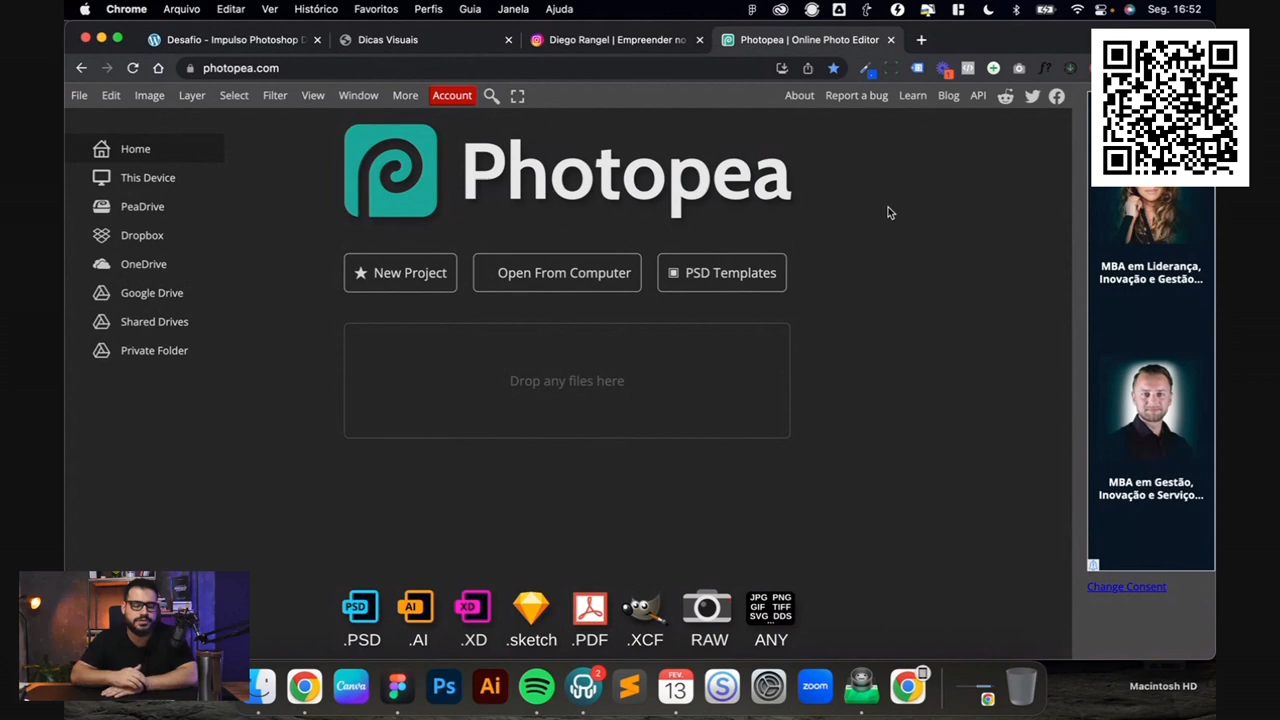 Chrome Arquivo Editar Ver Histórico Favoritos Perfis Guia Janela Ajuda Seg. 16:52
Desafio - Impulso Photoshop D Dicas Visuais Diego Rangel | Empreender no Photopea | Online Photo Editor
photopea.com
File Edit Image Layer Select Filter View Window More Account About Report a bug Learn Blog API
Home
This Device
PeaDrive
Dropbox
OneDrive
Google Drive
Shared Drives
Private Folder
Photopea
New Project Open From Computer PSD Templates
Drop any files here
MBA em Liderança,
Inovação e Gestão...
MBA em Gestão,
Inovação e Serviço...
Change Consent
PSD AI XD JPG PNG
GIF TIFF
SVG DDS
...
.PSD .AI .XD .sketch .PDF .XCF RAW ANY
Canva Ps Ai 2 FEV.
13 zoom
Macintosh HD